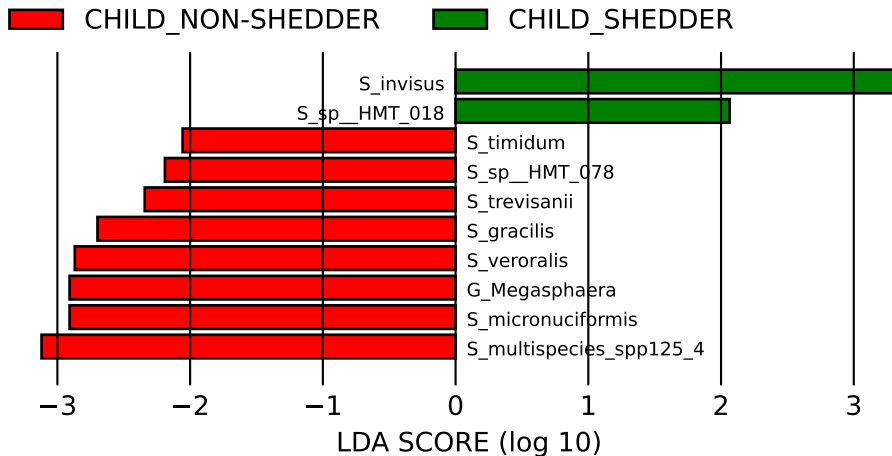 CHILD_NON-SHEDDER CHILD_SHEDDER
S_invisus
S_sp__HMT_018
S_timidum
S_sp__HMT_078
S_trevisanii
S_gracilis
S_veroralis
G_Megasphaera
S_micronuciformis
S_multispecies_spp125_4
−3 −2 −1 0 1 2 3
LDA SCORE (log 10)